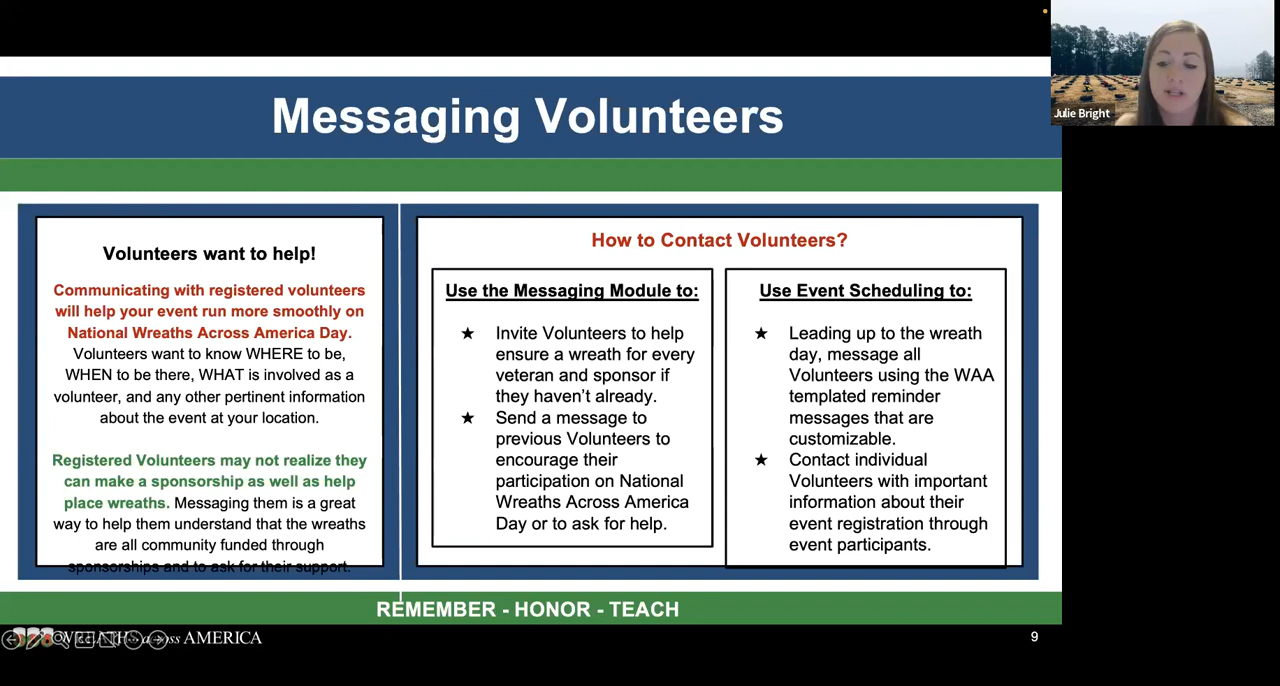 Messaging Volunteers
Julie Bright
Volunteers want to help!
Communicating with registered volunteers
will help your event run more smoothly on
National Wreaths Across America Day.
Volunteers want to know WHERE to be,
WHEN to be there, WHAT is involved as a
volunteer, and any other pertinent information
about the event at your location.
Registered Volunteers may not realize they
can make a sponsorship as well as help
place wreaths. Messaging them is a great
way to help them understand that the wreaths
are all community funded through
sponsorships and to ask for their support.
How to Contact Volunteers?
Use the Messaging Module to:
★ Invite Volunteers to help
ensure a wreath for every
veteran and sponsor if
they haven’t already.
★ Send a message to
previous Volunteers to
encourage their
participation on National
Wreaths Across America
Day or to ask for help.
Use Event Scheduling to:
★ Leading up to the wreath
day, message all
Volunteers using the WAA
templated reminder
messages that are
customizable.
★ Contact individual
Volunteers with important
information about their
event registration through
event participants.
REMEMBER - HONOR - TEACH
across AMERICA
9